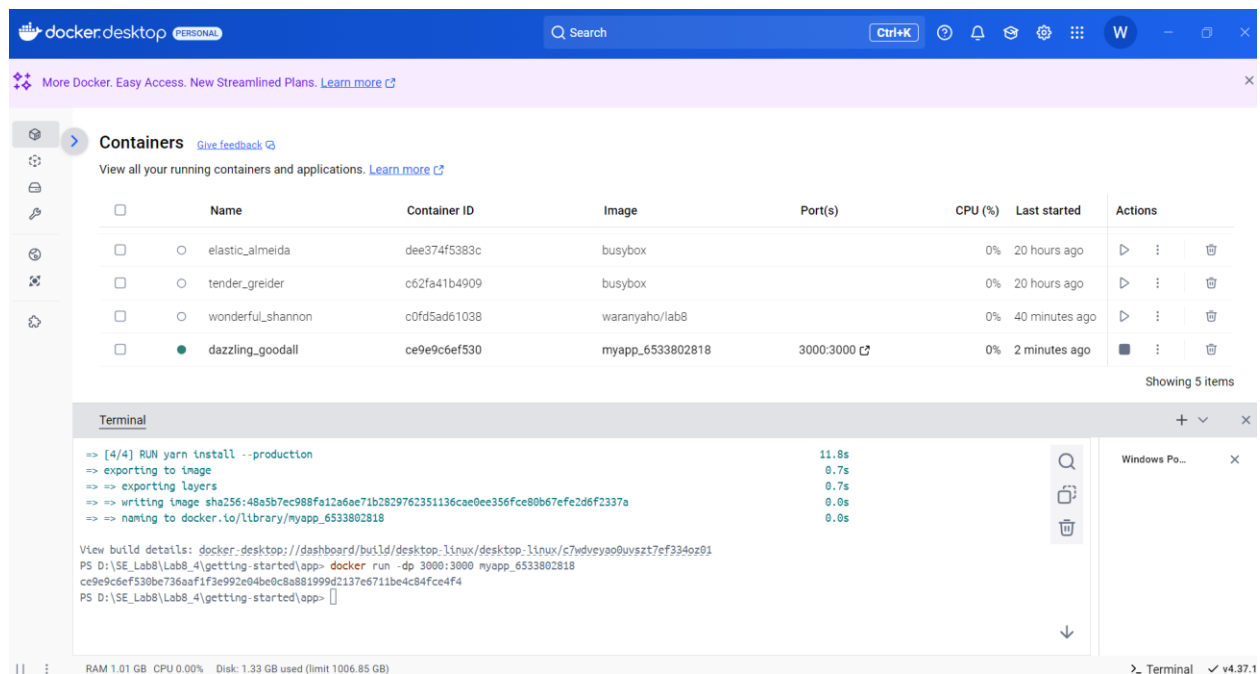 docker.desktop PERSONAL Search Ctrl+K W
More Docker. Easy Access. New Streamlined Plans. Learn more
Containers Give feedback
View all your running containers and applications. Learn more
Name Container ID Image Port(s) CPU (%) Last started Actions
elastic_almeida dee374f5383c busybox 0% 20 hours ago
tender_greider c62fa41b4909 busybox 0% 20 hours ago
wonderful_shannon c0fd5ad61038 waranyaho/lab8 0% 40 minutes ago
dazzling_goodall ce9e9c6ef530 myapp_6533802818 3000:3000 0% 2 minutes ago
Showing 5 items
Terminal
Windows Po...
=> [4/4] RUN yarn install --production 11.8s
=> exporting to image 0.7s
=> => exporting layers 0.7s
=> => writing image sha256:48a5b7ec988fa12a6ae71b2829762351136cae0ee356fce80b67efe2d6f2337a 0.0s
=> => naming to docker.io/library/myapp_6533802818 0.0s
View build details: docker-desktop://dashboard/build/desktop-linux/desktop-linux/c7wdveyao0uvszt7ef334oz01
PS D:\SE_Lab8\Lab8_4\getting-started\app> docker run -dp 3000:3000 myapp_6533802818
ce9e9c6ef530be736aaf1f3e992e04be0c8a881999d2137e6711be4c84fce4f4
PS D:\SE_Lab8\Lab8_4\getting-started\app>
RAM 1.01 GB CPU 0.00% Disk: 1.33 GB used (limit 1006.85 GB) >_ Terminal v4.37.1